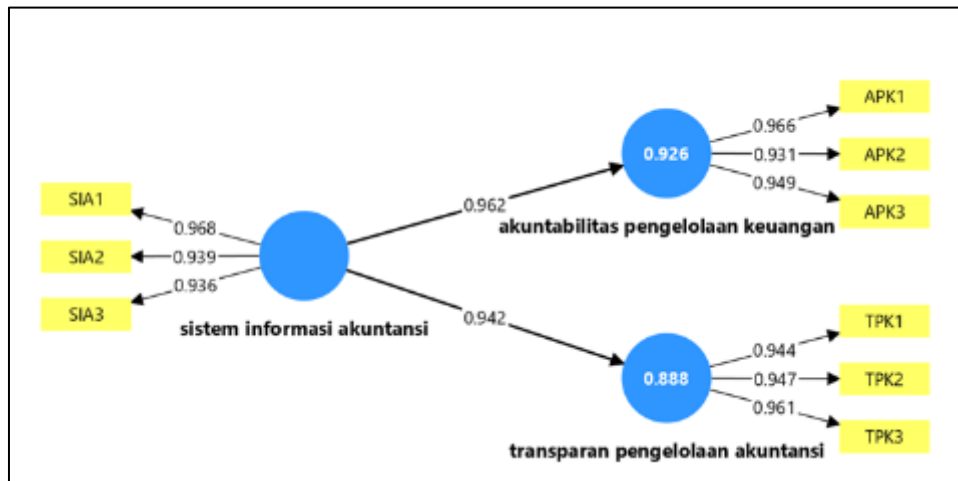 SIA1
SIA2
SIA3
0.968
0.939
0.936
sistem informasi akuntansi
0.962
0.942
0.926
akuntabilitas pengelolaan keuangan
0.966
0.931
0.949
APK1
APK2
APK3
0.888
transparan pengelolaan akuntansi
0.944
0.947
0.961
TPK1
TPK2
TPK3